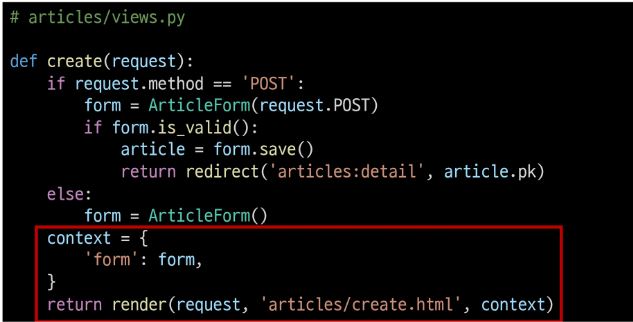 # articles/views.py
def create(request):
    if request.method == 'POST':
        form = ArticleForm(request.POST)
        if form.is_valid():
            article = form.save()
            return redirect('articles:detail', article.pk)
    else:
        form = ArticleForm()
    context = {
        'form': form,
    }
    return render(request, 'articles/create.html', context)